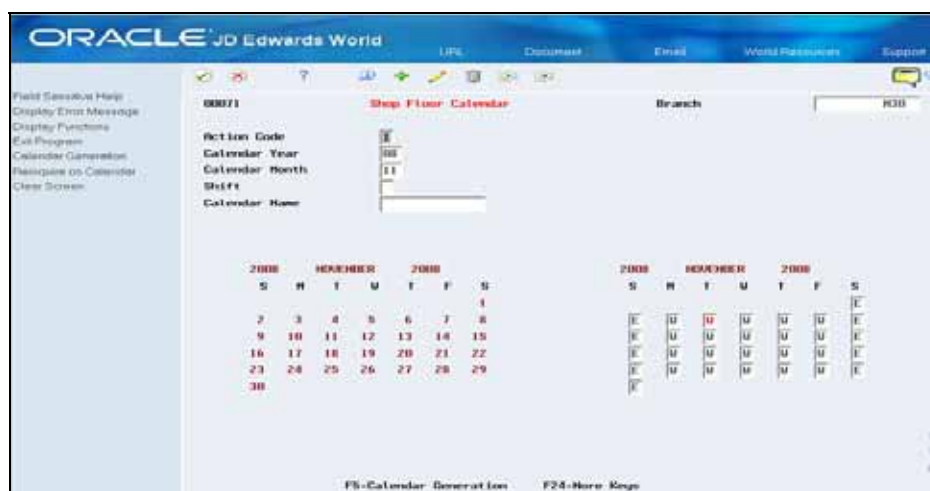 ORACLE JD Edwards World
URL Document Email World Resources Support
?
Field Sensitive Help
Display Error Message
Display Functions
Exit Program
Calendar Generation
Reinquire on Calendar
Clear Screen
00071 Shop Floor Calendar Branch M30
Action Code I
Calendar Year 08
Calendar Month 11
Shift
Calendar Name
2008 NOVEMBER 2008 2008 NOVEMBER 2008
S M T W T F S S M T W T F S
1 E
2 3 4 5 6 7 8 E W W W W W E
9 10 11 12 13 14 15 E W W W W W E
16 17 18 19 20 21 22 E W W W W W E
23 24 25 26 27 28 29 E W W W W W E
30 E
F5-Calendar Generation F24-More Keys